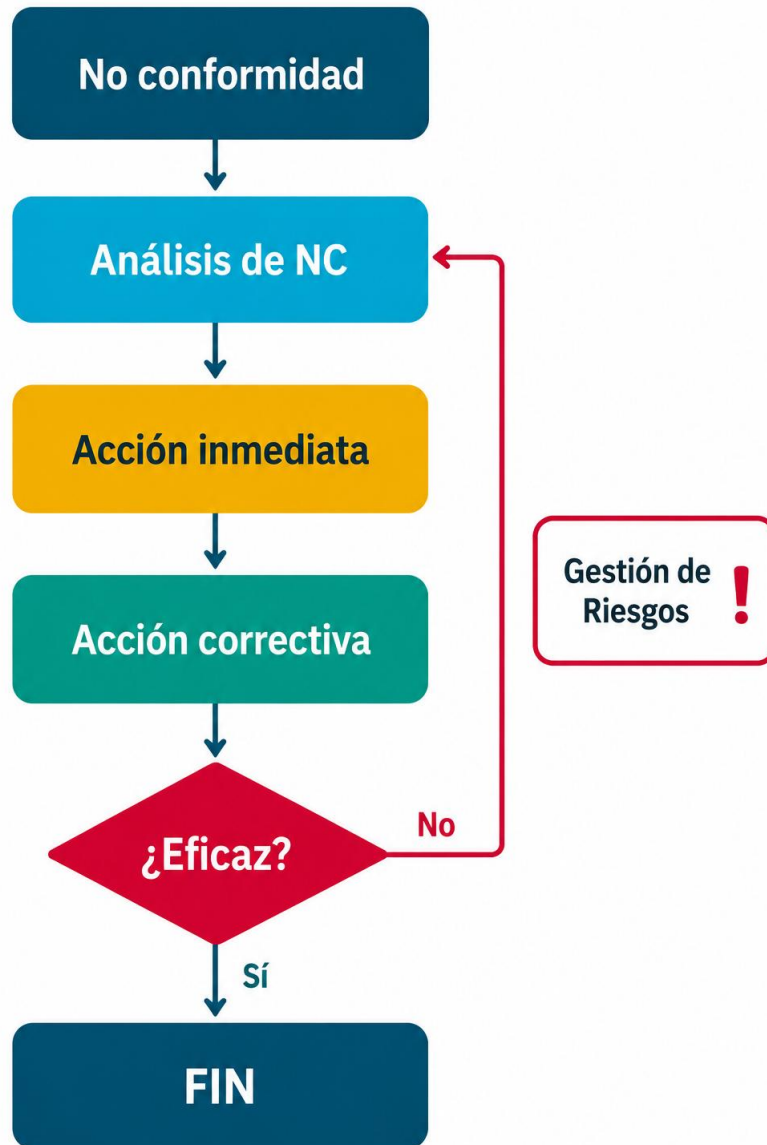 No conformidad
Análisis de NC
Acción inmediata
Gestión de
Riesgos !
Acción correctiva
¿Eficaz?
No
Sí
FIN